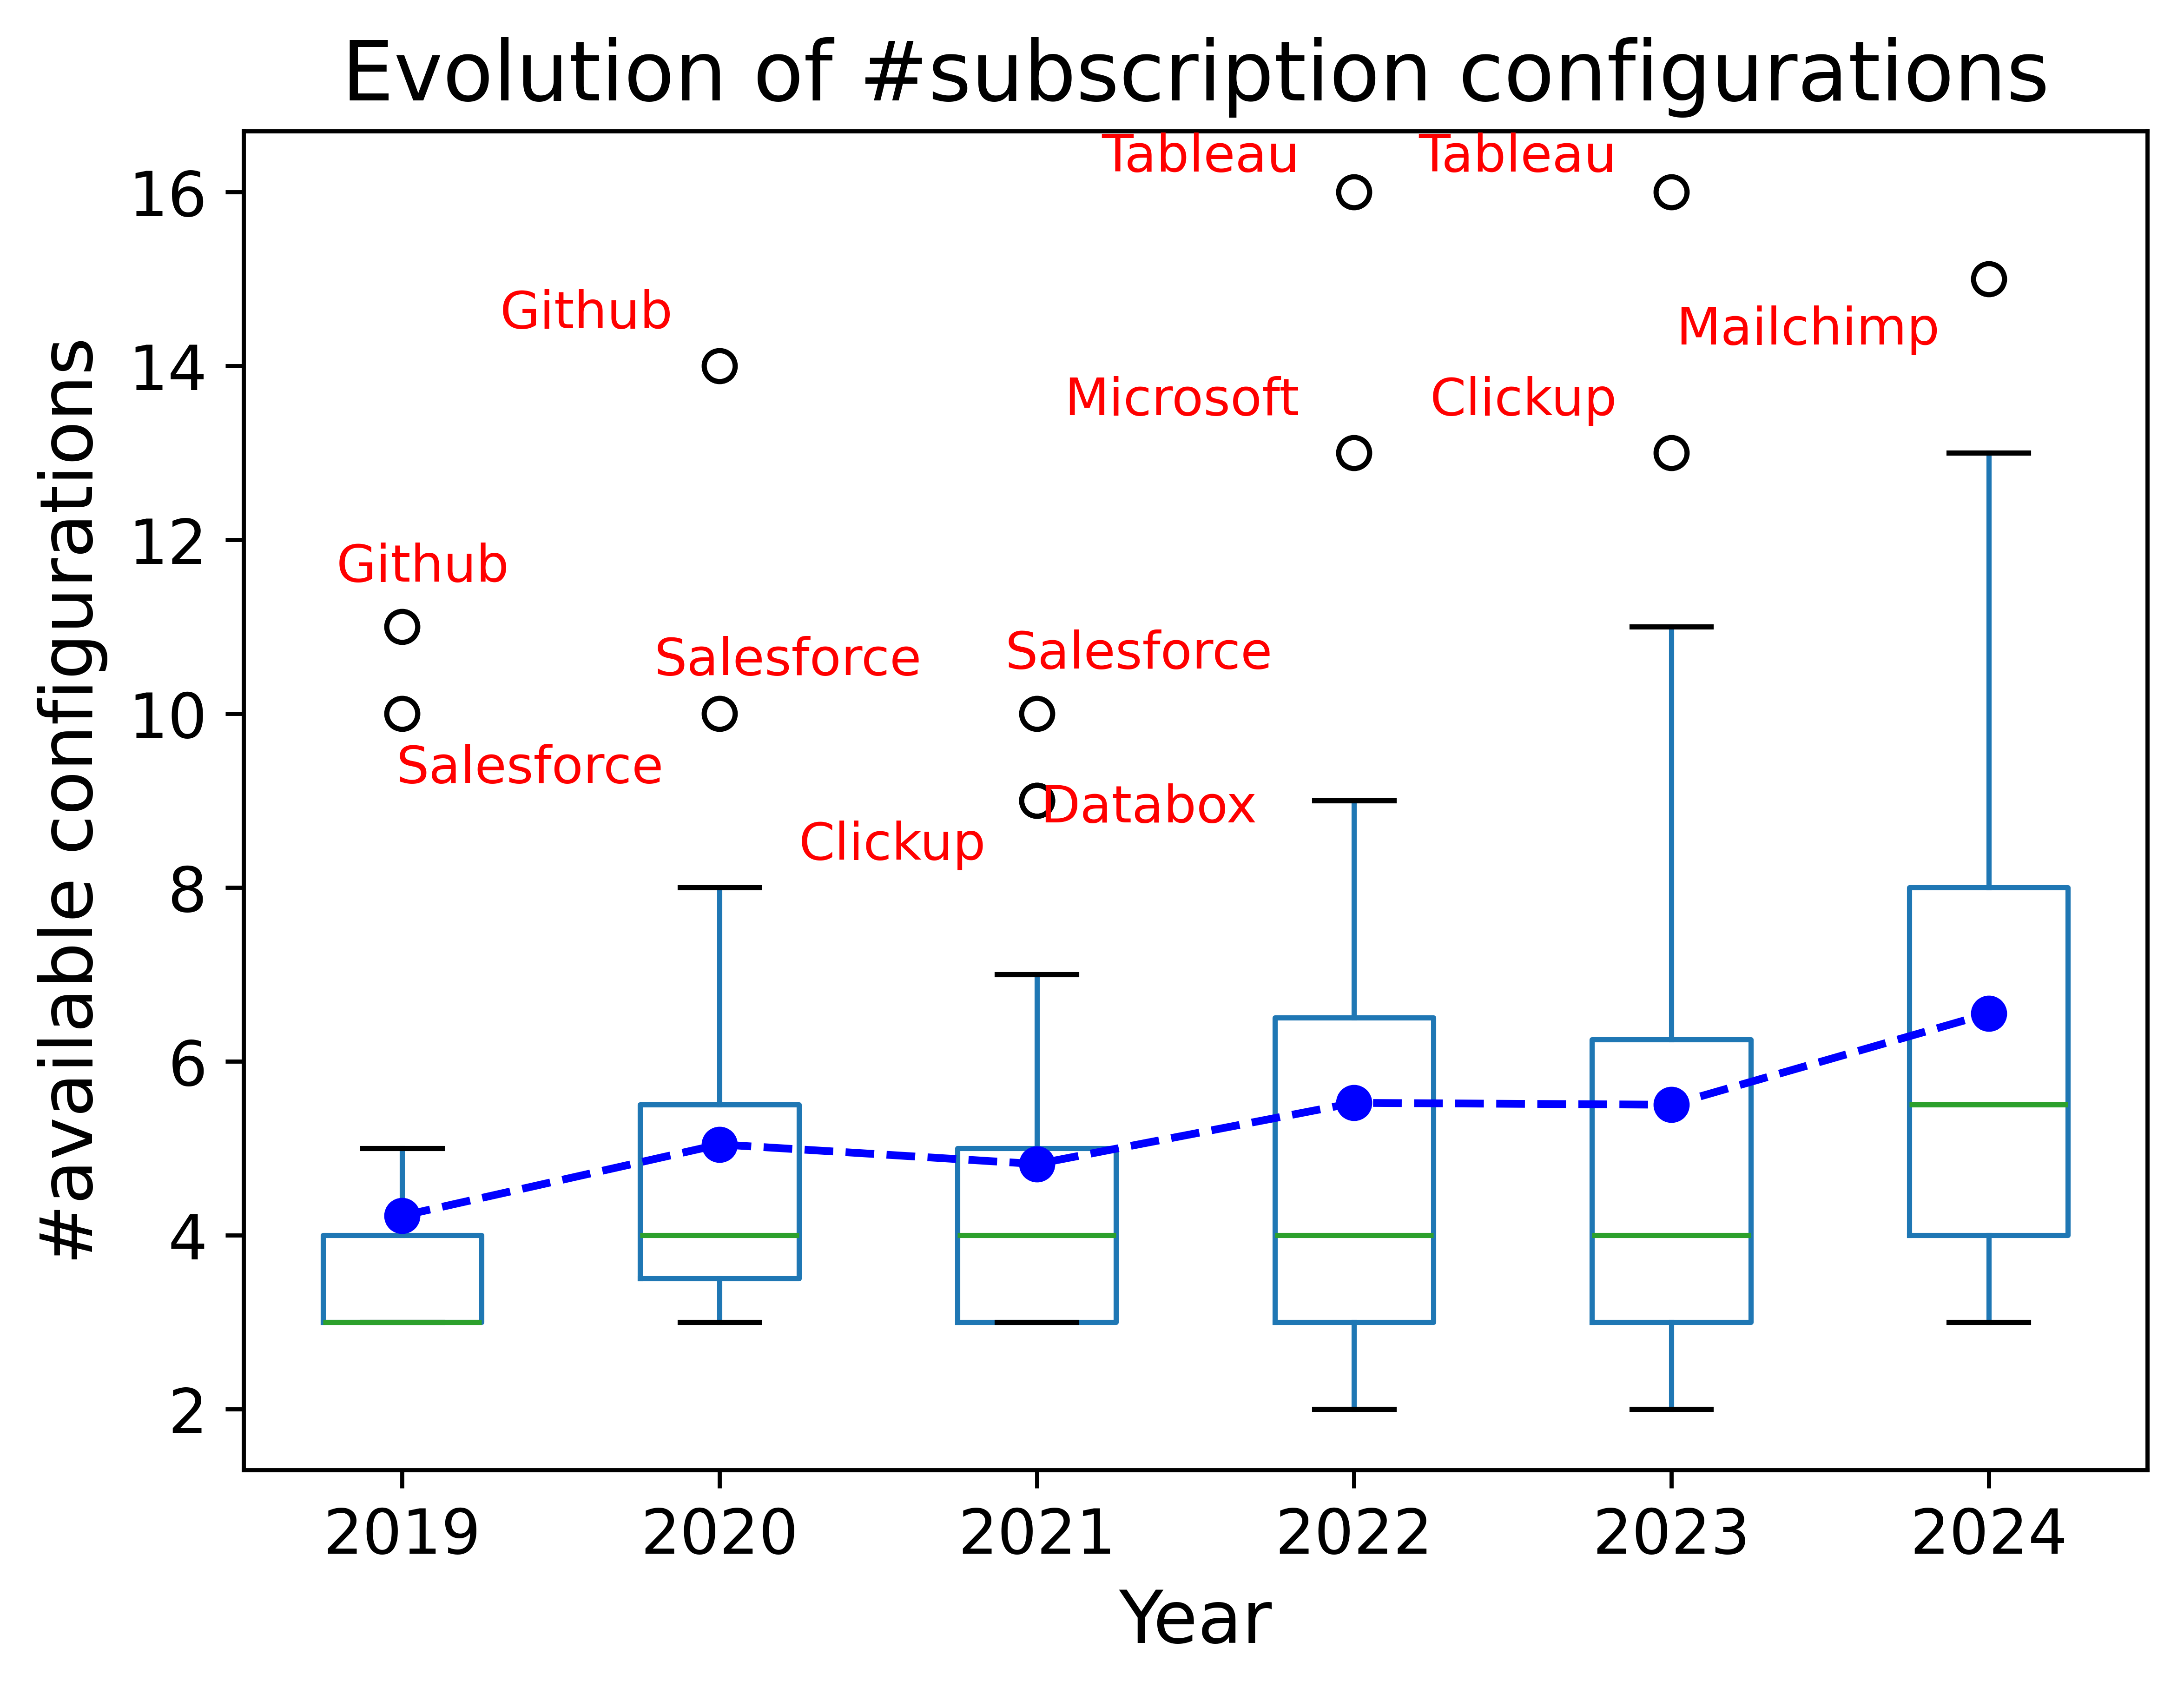 Evolution of #subscription configurations
Tableau
Tableau
16
Github
Mailchimp
14
Microsoft
Clickup
12
Github
Salesforce
Salesforce
10
Salesforce
Databox
Clickup
8
6
4
2
#available configurations
2019
2020
2021
2022
2023
2024
Year